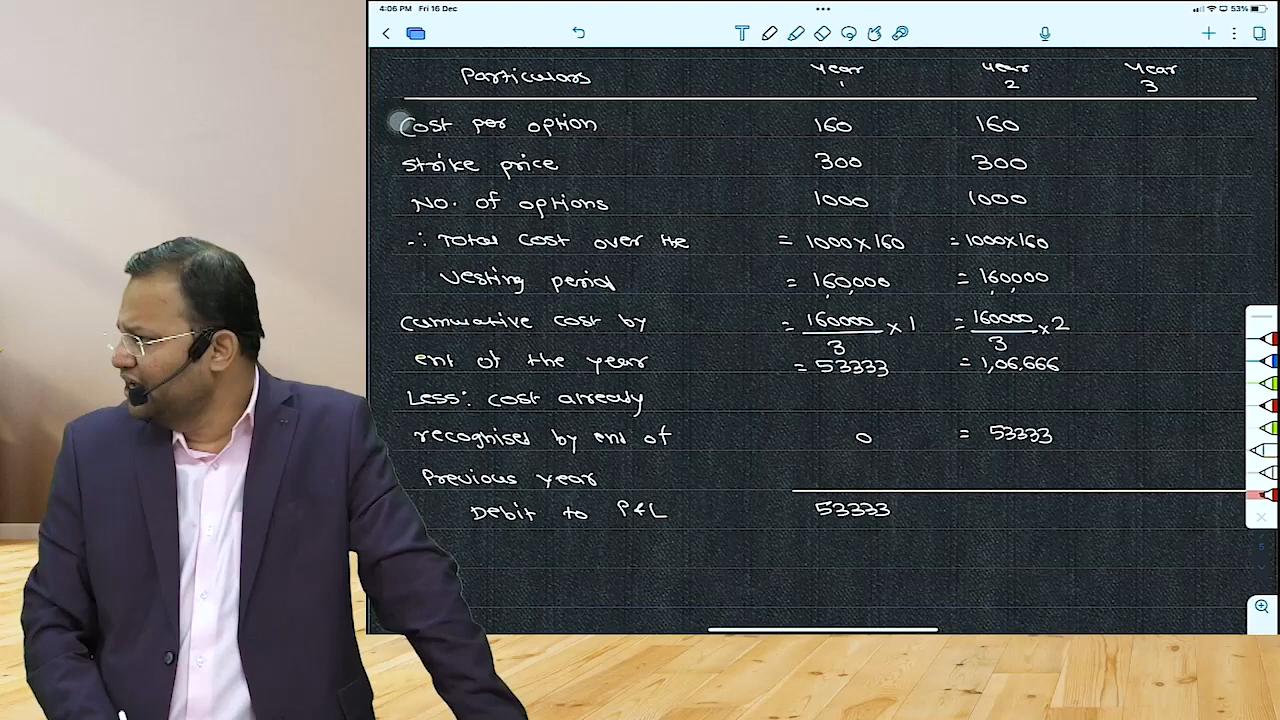 4:06 PM Fri 16 Dec 53%
Particulars Year 1 Year 2 Year 3
Cost per option 160 160
Strike price 300 300
No. of options 1000 1000
∴ Total cost over the = 1000 x 160 = 1000 x 160
Vesting period = 160,000 = 160,000
Cumulative cost by = 160000/3 x 1 = 160000/3 x 2
end of the year = 53333 = 1,06,666
Less: Cost already
recognised by end of 0 = 53333
Previous year
Debit to P&L 53333
5